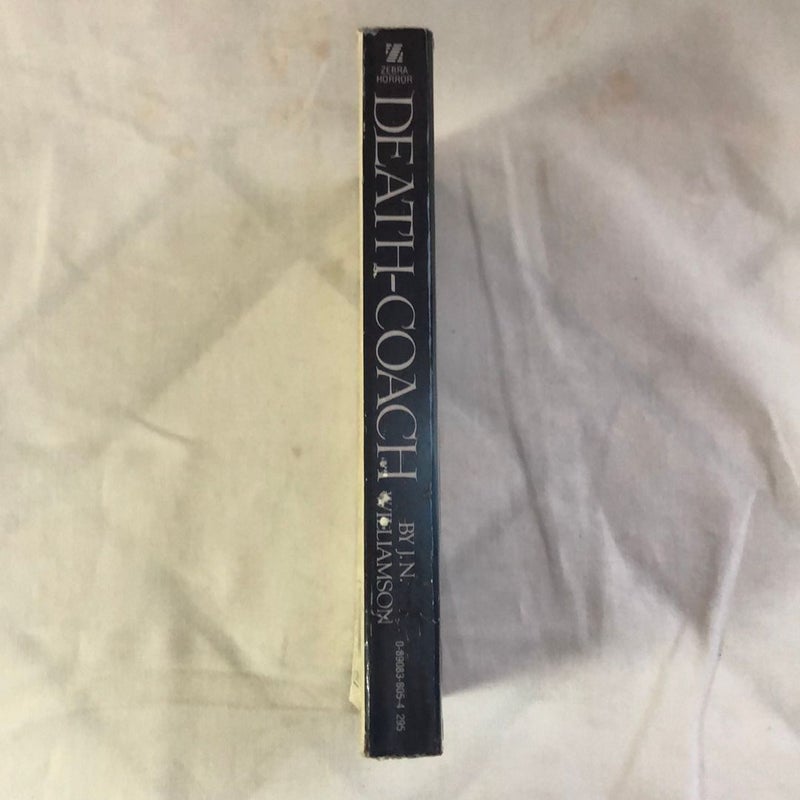 ZEBRA
HORROR
DEATH-COACH
BY J. N.
WILLIAMSON
0-89083-805-4 295